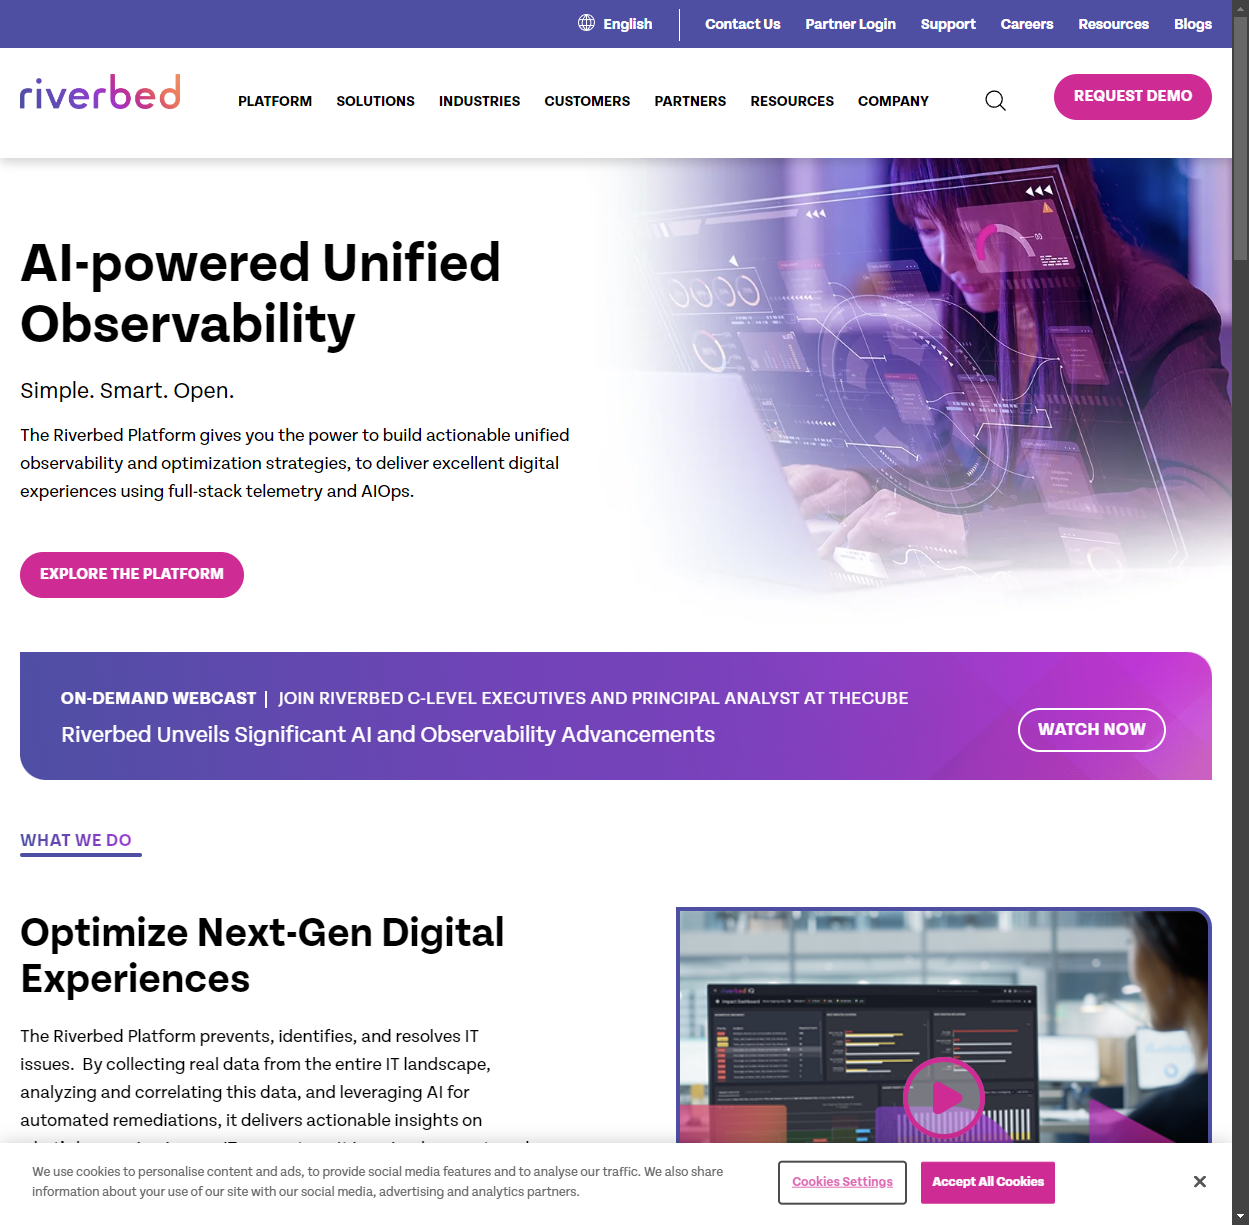 English
Contact Us
Partner Login
Support
Careers
Resources
Blogs
riverbed
PLATFORM
SOLUTIONS
INDUSTRIES
CUSTOMERS
PARTNERS
RESOURCES
COMPANY
REQUEST DEMO
AI-powered Unified
Observability
Simple. Smart. Open.
The Riverbed Platform gives you the power to build actionable unified
observability and optimization strategies, to deliver excellent digital
experiences using full-stack telemetry and AIOps.
EXPLORE THE PLATFORM
ON-DEMAND WEBCAST | JOIN RIVERBED C-LEVEL EXECUTIVES AND PRINCIPAL ANALYST AT THECUBE
Riverbed Unveils Significant AI and Observability Advancements
WATCH NOW
WHAT WE DO
Optimize Next-Gen Digital
Experiences
The Riverbed Platform prevents, identifies, and resolves IT
issues.  By collecting real data from the entire IT landscape,
analyzing and correlating this data, and leveraging AI for
automated remediations, it delivers actionable insights on
riverbed IQ
Impact Dashboard
We use cookies to personalise content and ads, to provide social media features and to analyse our traffic. We also share
information about your use of our site with our social media, advertising and analytics partners.
Cookies Settings
Accept All Cookies